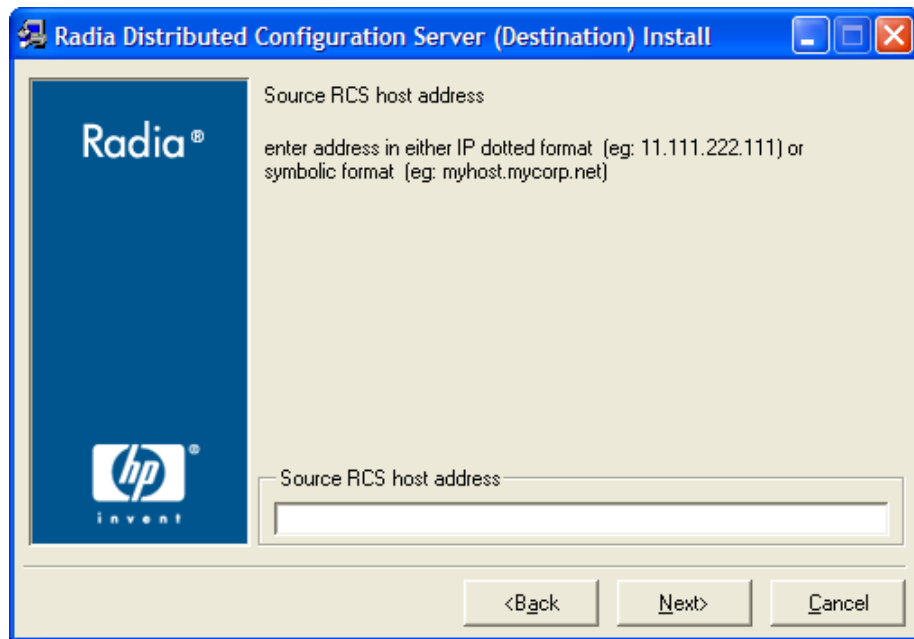 Radia Distributed Configuration Server (Destination) Install
Radia®
Source RCS host address
enter address in either IP dotted format (eg: 11.111.222.111) or
symbolic format (eg: myhost.mycorp.net)
hp®
invent
Source RCS host address
<Back
Next>
Cancel